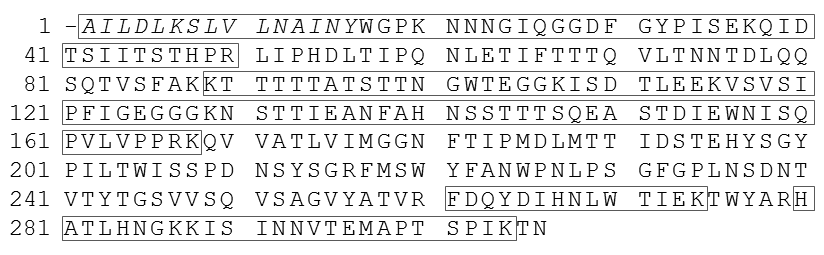 1 -AILDLKSLV LNAINYWGPK NNNGIQGGDF GYPISEKQID
41 TSIITSTHPR LIPHDLTIPQ NLETIFTTTQ VLTNNTDLQQ
81 SQTVSFAKKT TTTTTATSTTN GWTEGGKISD TLEEKVSVSI
121 PFIGEGGGKN STTIEANFAH NSSTTTSQEA STDIEWNISQ
161 PVLVPPRKQV VATLVIMGGN FTIPMDLMTT IDSTEHYSGY
201 PILTWISSPD NSYSGRFMSW YFANWPNLPS GFGPLNSDNT
241 VTYTGSVVSQ VSAGVYATVR FDQYDIHNLW TIEKTWYARH
281 ATLHNGKKIS INNVTEMAPT SPIKTN